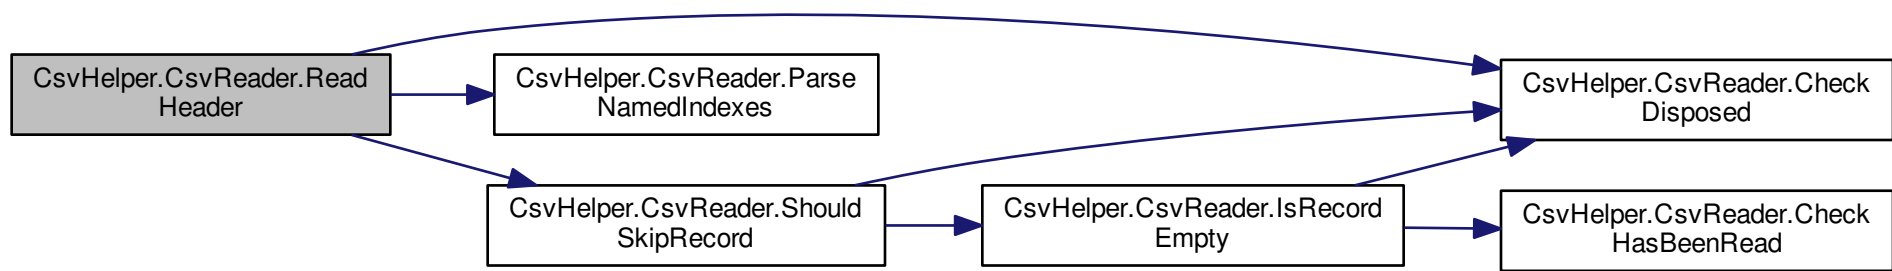 CsvHelper.CsvReader.Read
Header
CsvHelper.CsvReader.Parse
NamedIndexes
CsvHelper.CsvReader.Check
Disposed
CsvHelper.CsvReader.Should
SkipRecord
CsvHelper.CsvReader.IsRecord
Empty
CsvHelper.CsvReader.Check
HasBeenRead